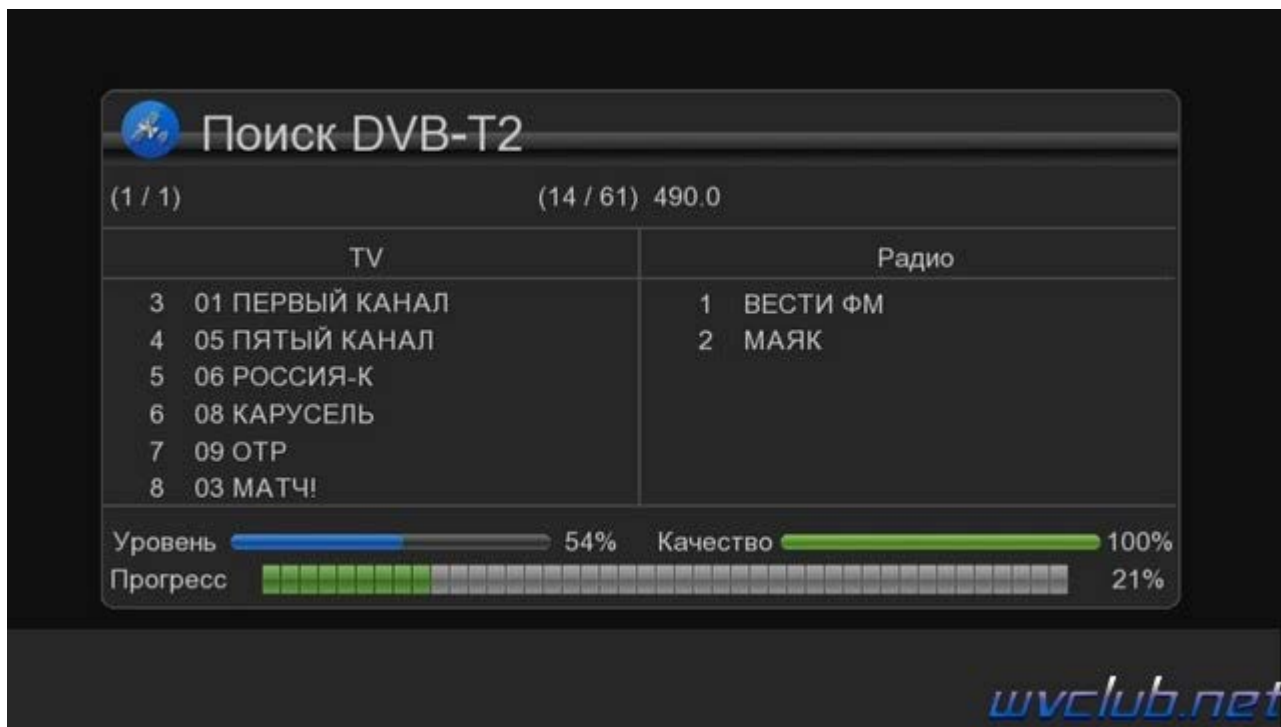 Поиск DVB-T2
(1 / 1) (14 / 61) 490.0
TV Радио
3 01 ПЕРВЫЙ КАНАЛ 1 ВЕСТИ ФМ
4 05 ПЯТЫЙ КАНАЛ 2 МАЯК
5 06 РОССИЯ-К
6 08 КАРУСЕЛЬ
7 09 ОТР
8 03 МАТЧ!
Уровень 54% Качество 100%
Прогресс 21%
wvclub.net